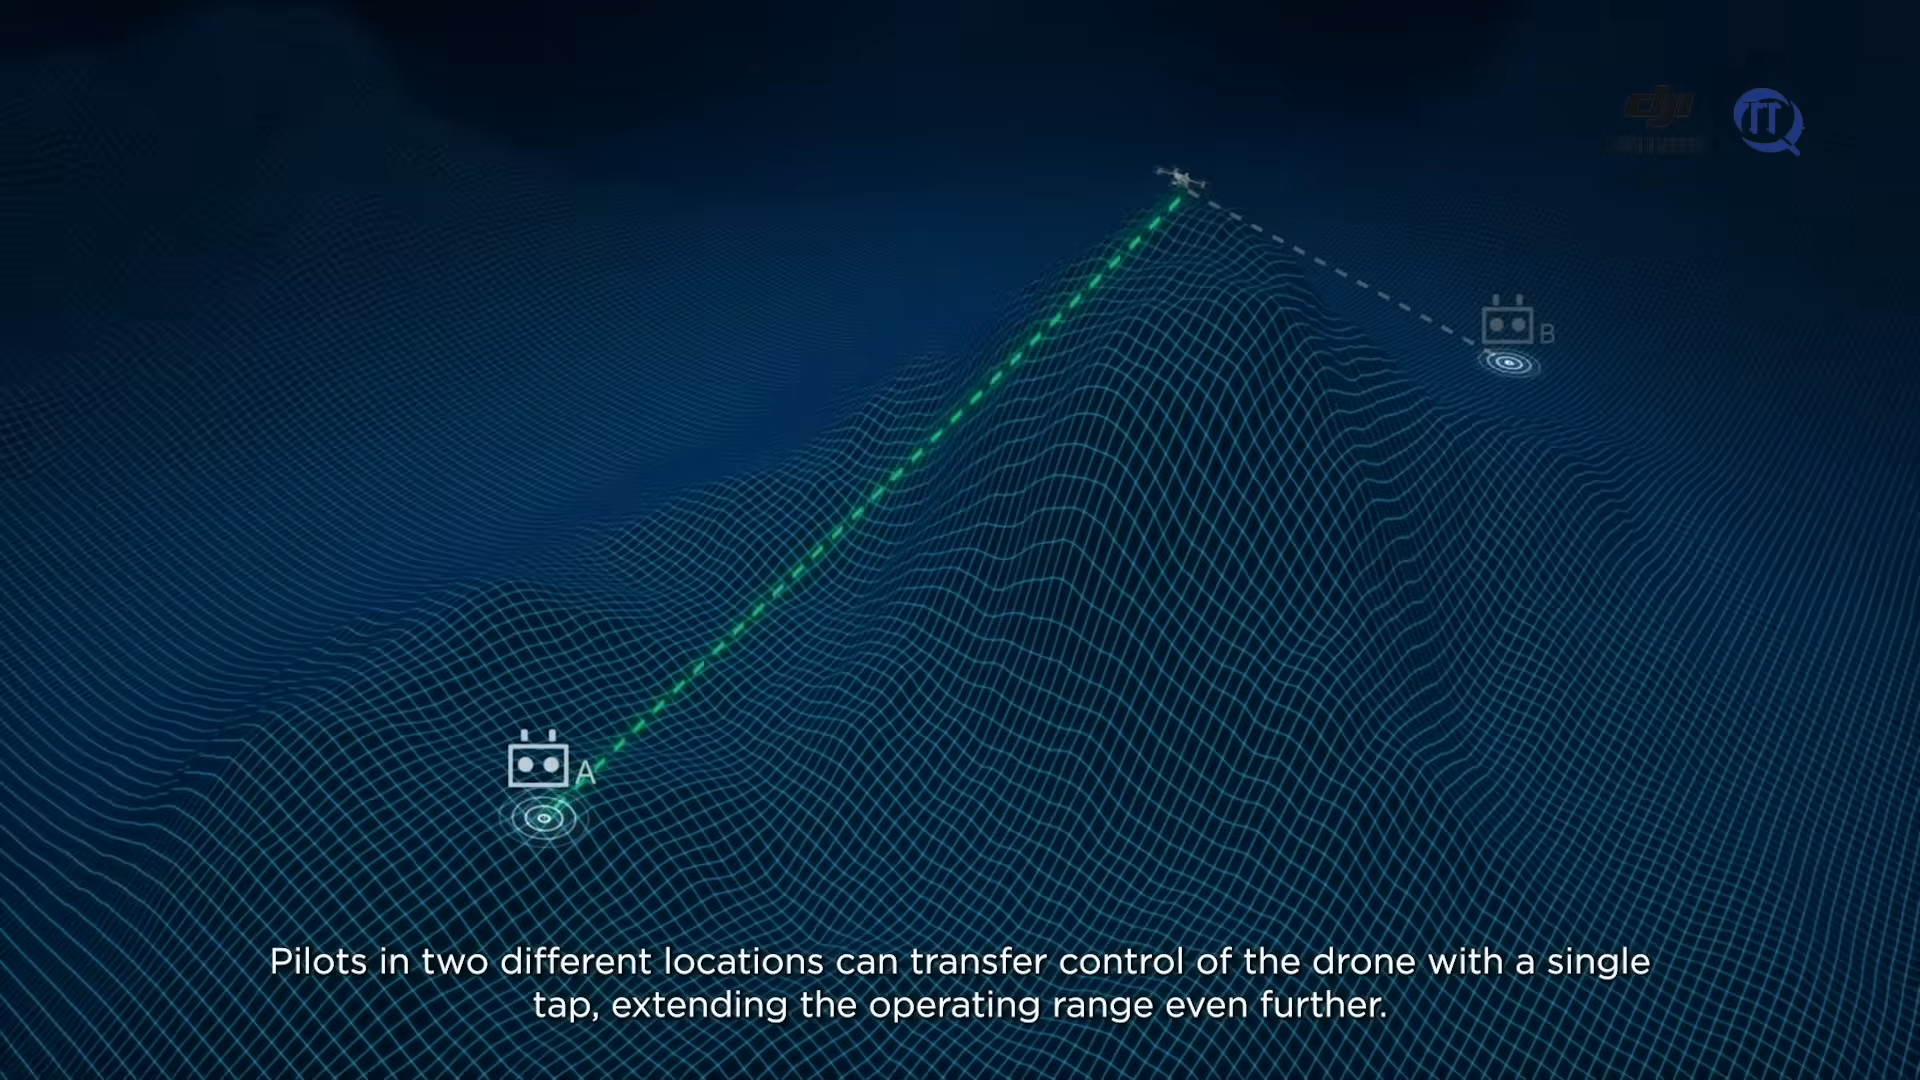 dji
B
A
Pilots in two different locations can transfer control of the drone with a single
tap, extending the operating range even further.